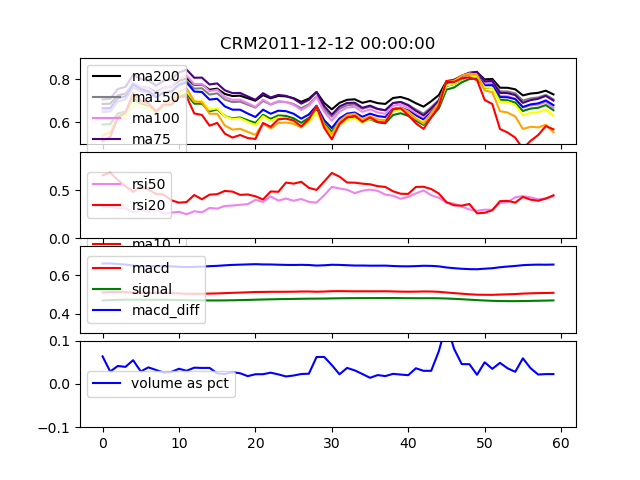 CRM2011-12-12 00:00:00
0.8
0.6
ma200
ma150
ma100
ma75
0.5
0.0
rsi50
rsi20
ma10
0.6
0.4
macd
signal
macd_diff
0.1
0.0
−0.1
volume as pct
0 10 20 30 40 50 60